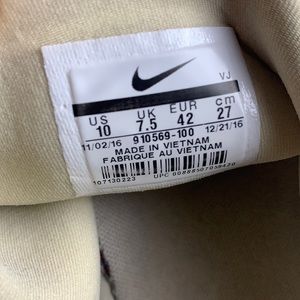 VJ
US UK EUR cm
10 7.5 42 27
11/02/16 910569-100 12/21/16
MADE IN VIETNAM
FABRIQUE AU VIETNAM
107130223